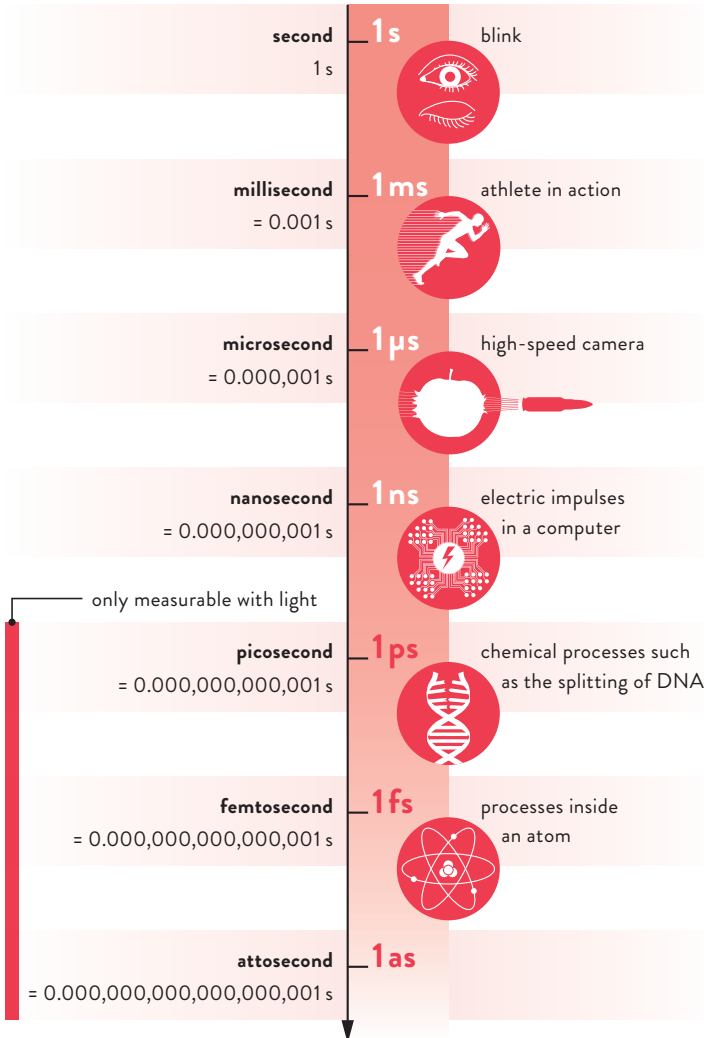 second
1 s
1s
blink
millisecond
= 0.001 s
1ms
athlete in action
microsecond
= 0.000,001 s
1µs
high-speed camera
nanosecond
= 0.000,000,001 s
1ns
electric impulses
in a computer
only measurable with light
picosecond
= 0.000,000,000,001 s
1ps
chemical processes such
as the splitting of DNA
femtosecond
= 0.000,000,000,000,001 s
1fs
processes inside
an atom
attosecond
= 0.000,000,000,000,000,001 s
1as